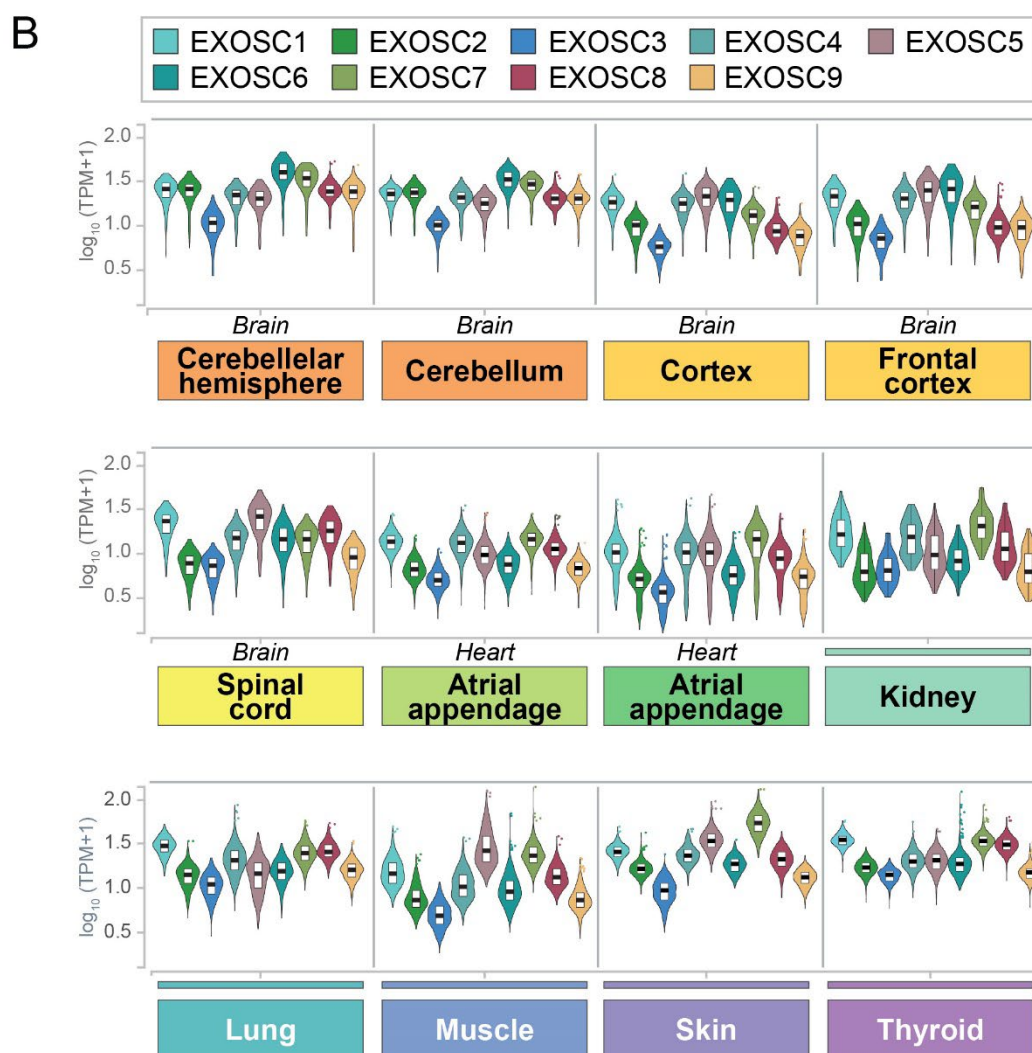 B
EXOSC1 EXOSC2 EXOSC3 EXOSC4 EXOSC5
EXOSC6 EXOSC7 EXOSC8 EXOSC9
log₁₀ (TPM+1)
2.0
1.5
1.0
0.5
Brain Brain Brain Brain
Cerebellelar hemisphere
Cerebellum
Cortex
Frontal cortex
log₁₀ (TPM+1)
2.0
1.5
1.0
0.5
Brain Heart Heart
Spinal cord
Atrial appendage
Atrial appendage
Kidney
log₁₀ (TPM+1)
2.0
1.5
1.0
0.5
Lung Muscle Skin Thyroid